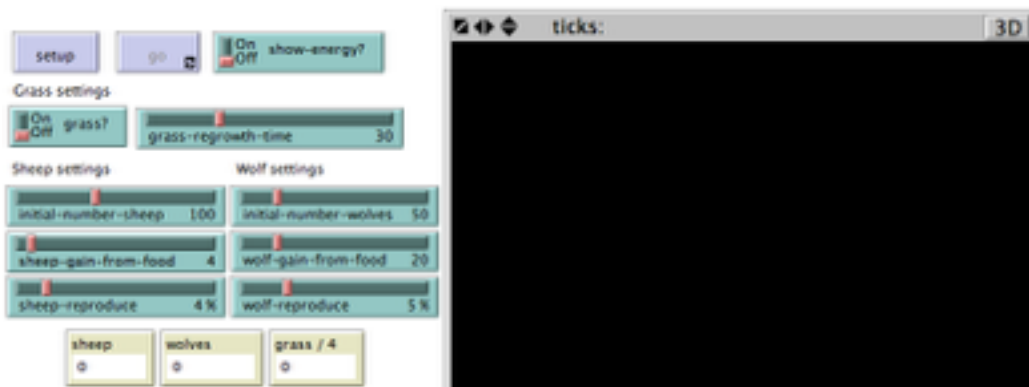 ticks:
3D
setup
go
On
Off
show-energy?
Grass settings
On
Off
grass?
grass-regrowth-time 30
Sheep settings
Wolf settings
initial-number-sheep 100
initial-number-wolves 50
sheep-gain-from-food 4
wolf-gain-from-food 20
sheep-reproduce 4 %
wolf-reproduce 5 %
sheep
0
wolves
0
grass / 4
0